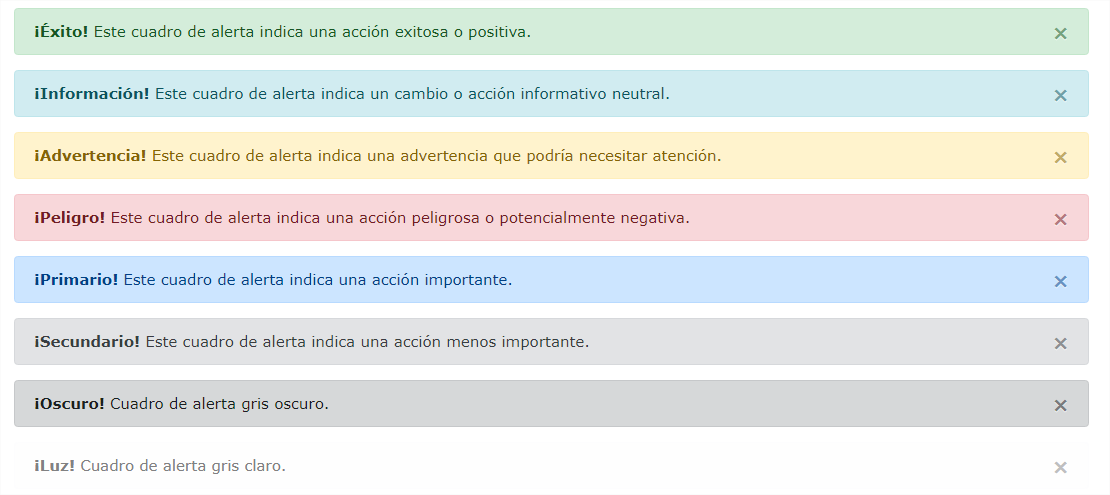 ¡Éxito! Este cuadro de alerta indica una acción exitosa o positiva. ×
¡Información! Este cuadro de alerta indica un cambio o acción informativo neutral. ×
¡Advertencia! Este cuadro de alerta indica una advertencia que podría necesitar atención. ×
¡Peligro! Este cuadro de alerta indica una acción peligrosa o potencialmente negativa. ×
¡Primario! Este cuadro de alerta indica una acción importante. ×
¡Secundario! Este cuadro de alerta indica una acción menos importante. ×
¡Oscuro! Cuadro de alerta gris oscuro. ×
¡Luz! Cuadro de alerta gris claro. ×